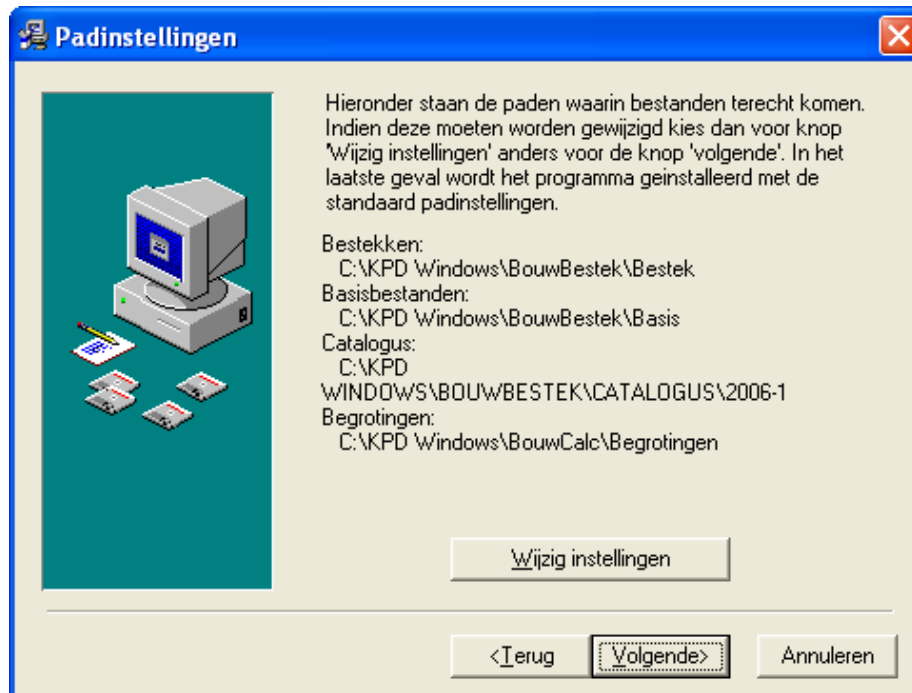 Padinstellingen
Hieronder staan de paden waarin bestanden terecht komen.
Indien deze moeten worden gewijzigd kies dan voor knop
'Wijzig instellingen' anders voor de knop 'volgende'. In het
laatste geval wordt het programma geinstalleerd met de
standaard padinstellingen.
Bestekken:
C:\KPD Windows\BouwBestek\Bestek
Basisbestanden:
C:\KPD Windows\BouwBestek\Basis
Catalogus:
C:\KPD
WINDOWS\BOUWBESTEK\CATALOGUS\2006-1
Begrotingen:
C:\KPD Windows\BouwCalc\Begrotingen
Wijzig instellingen
<Terug
Volgende>
Annuleren